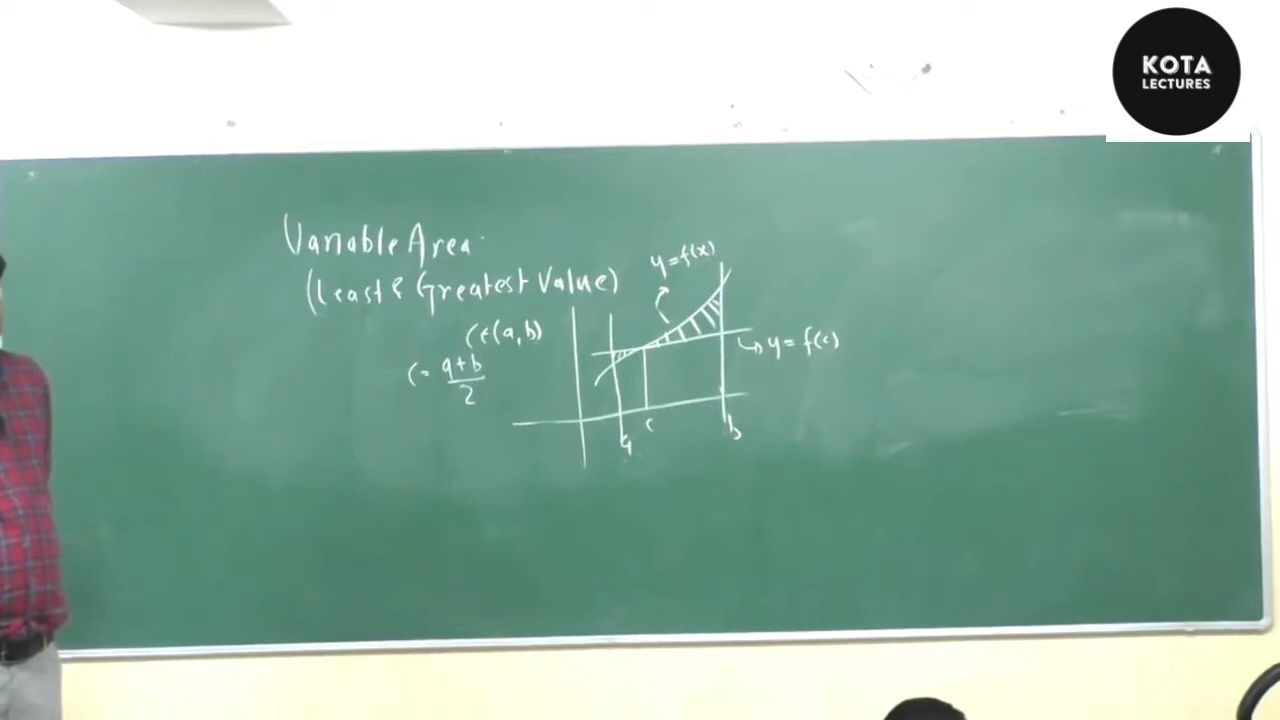 KOTA
LECTURES
Variable Area
(Least & Greatest Value)
y=f(x)
c∈(a,b)
c= a+b
2
y= f(c)
a
c
b